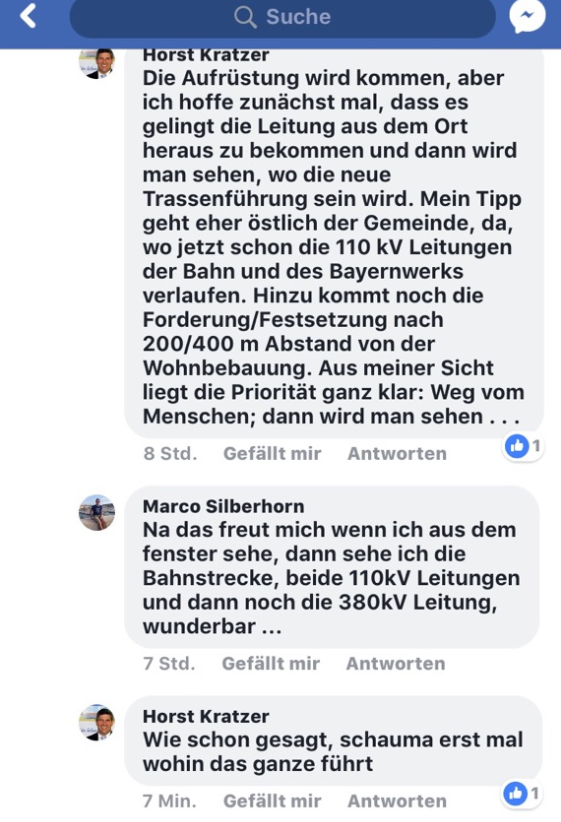 Suche
Horst Kratzer
Die Aufrüstung wird kommen, aber
ich hoffe zunächst mal, dass es
gelingt die Leitung aus dem Ort
heraus zu bekommen und dann wird
man sehen, wo die neue
Trassenführung sein wird. Mein Tipp
geht eher östlich der Gemeinde, da,
wo jetzt schon die 110 kV Leitungen
der Bahn und des Bayernwerks
verlaufen. Hinzu kommt noch die
Forderung/Festsetzung nach
200/400 m Abstand von der
Wohnbebauung. Aus meiner Sicht
liegt die Priorität ganz klar: Weg vom
Menschen; dann wird man sehen . . .
8 Std. Gefällt mir Antworten 1
Marco Silberhorn
Na das freut mich wenn ich aus dem
fenster sehe, dann sehe ich die
Bahnstrecke, beide 110kV Leitungen
und dann noch die 380kV Leitung,
wunderbar ...
7 Std. Gefällt mir Antworten
Horst Kratzer
Wie schon gesagt, schauma erst mal
wohin das ganze führt
7 Min. Gefällt mir Antworten 1